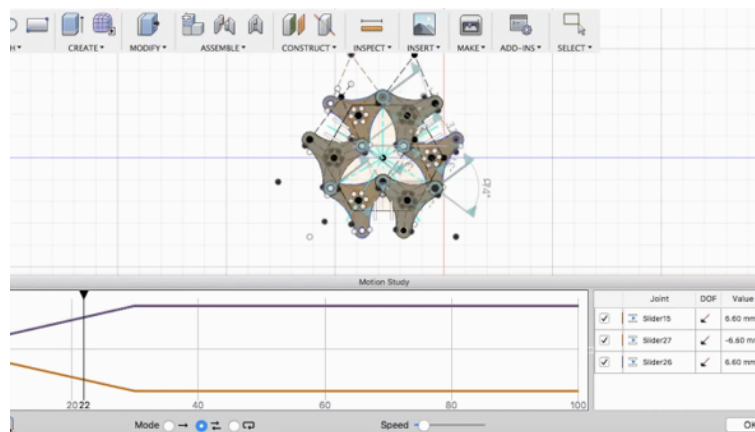 CREATE ▾ MODIFY ▾ ASSEMBLE ▾ CONSTRUCT ▾ INSPECT ▾ INSERT ▾ MAKE ▾ ADD-INS ▾ SELECT ▾
Motion Study
Joint DOF Value
Slider15 6.60 mm
Slider27 -6.60 m
Slider26 6.60 mm
20 22 40 60 80 100
Mode Speed OK